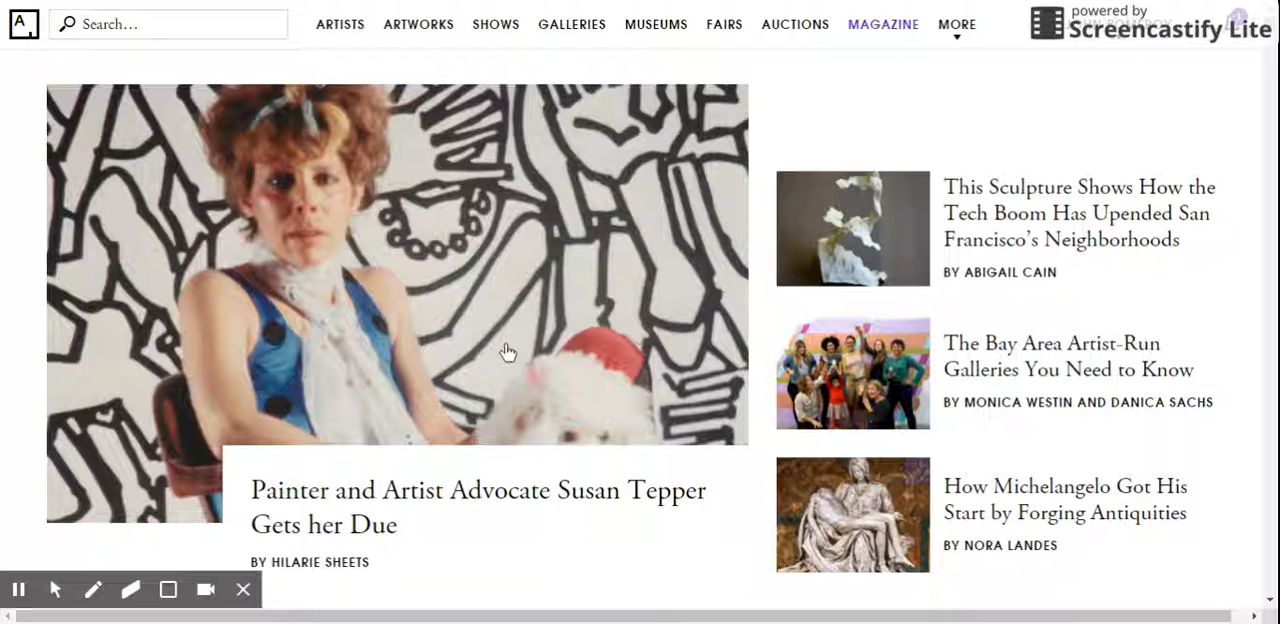 A
Search...
ARTISTS ARTWORKS SHOWS GALLERIES MUSEUMS FAIRS AUCTIONS MAGAZINE MORE
powered by
Screencastify Lite
This Sculpture Shows How the
Tech Boom Has Upended San
Francisco's Neighborhoods
BY ABIGAIL CAIN
The Bay Area Artist-Run
Galleries You Need to Know
BY MONICA WESTIN AND DANICA SACHS
How Michelangelo Got His
Start by Forging Antiquities
BY NORA LANDES
Painter and Artist Advocate Susan Tepper
Gets her Due
BY HILARIE SHEETS